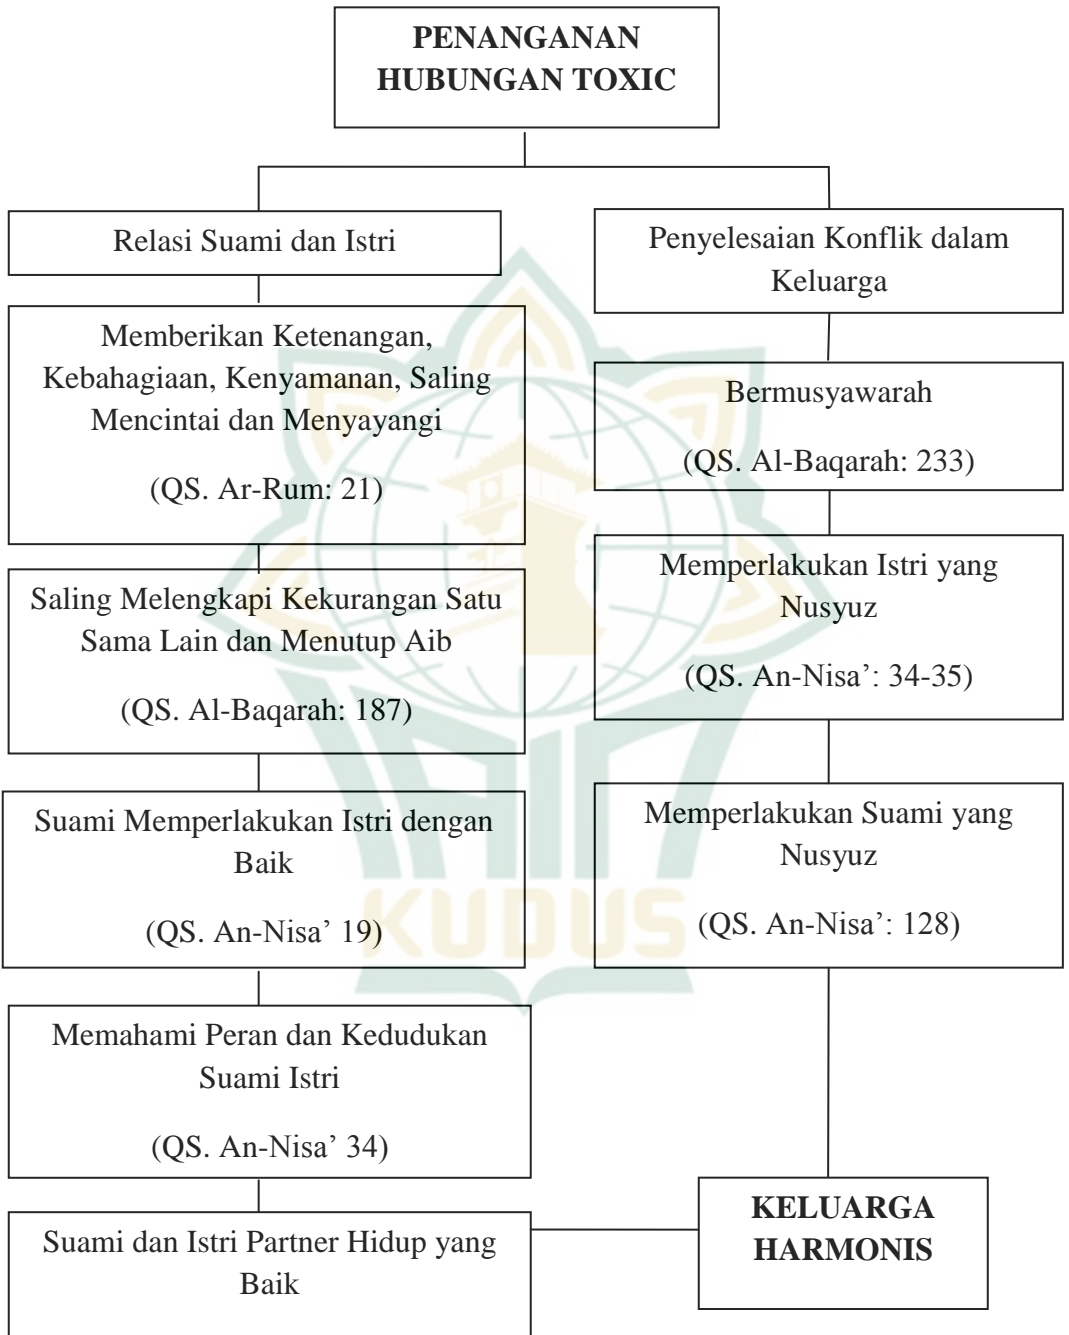 PENANGANAN
HUBUNGAN TOXIC
Relasi Suami dan Istri
Memberikan Ketenangan,
Kebahagiaan, Kenyamanan, Saling
Mencintai dan Menyayangi
(QS. Ar-Rum: 21)
Saling Melengkapi Kekurangan Satu
Sama Lain dan Menutup Aib
(QS. Al-Baqarah: 187)
Suami Memperlakukan Istri dengan
Baik
(QS. An-Nisa’ 19)
Memahami Peran dan Kedudukan
Suami Istri
(QS. An-Nisa’ 34)
Suami dan Istri Partner Hidup yang
Baik
Penyelesaian Konflik dalam
Keluarga
Bermusyawarah
(QS. Al-Baqarah: 233)
Memperlakukan Istri yang
Nusyuz
(QS. An-Nisa’: 34-35)
Memperlakukan Suami yang
Nusyuz
(QS. An-Nisa’: 128)
KELUARGA
HARMONIS
KUDUS